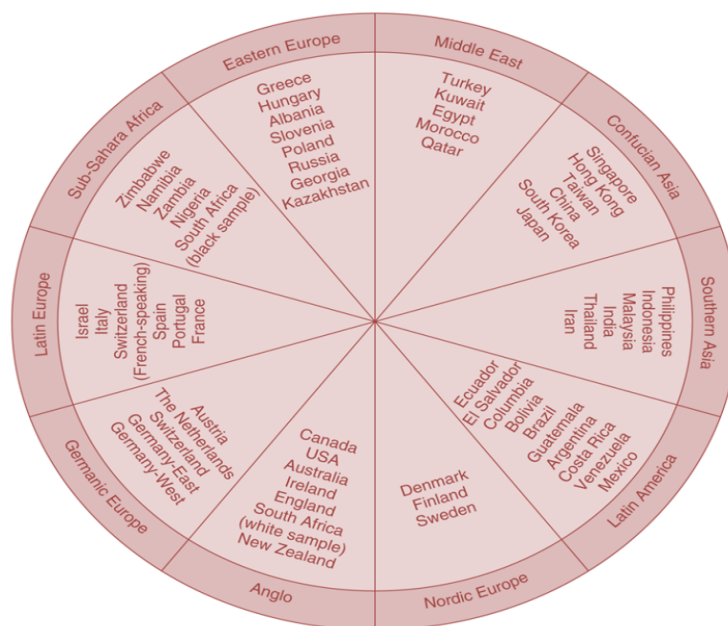 Eastern Europe
Greece
Hungary
Albania
Slovenia
Poland
Russia
Georgia
Kazakhstan
Middle East
Turkey
Kuwait
Egypt
Morocco
Qatar
Confucian Asia
Singapore
Hong Kong
Taiwan
China
South Korea
Japan
Southern Asia
Philippines
Indonesia
Malaysia
India
Thailand
Iran
Latin America
Ecuador
El Salvador
Columbia
Bolivia
Brazil
Guatemala
Argentina
Costa Rica
Venezuela
Mexico
Nordic Europe
Denmark
Finland
Sweden
Anglo
Canada
USA
Australia
Ireland
England
South Africa
(white sample)
New Zealand
Germanic Europe
Austria
The Netherlands
Switzerland
Germany-East
Germany-West
Latin Europe
Israel
Italy
Switzerland
(French-speaking)
Spain
Portugal
France
Sub-Sahara Africa
Zimbabwe
Namibia
Zambia
Nigeria
South Africa
(black sample)